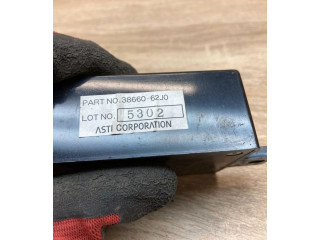 PART NO. 38660-62J0
LOT NO. 5302
ASTI CORPORATION